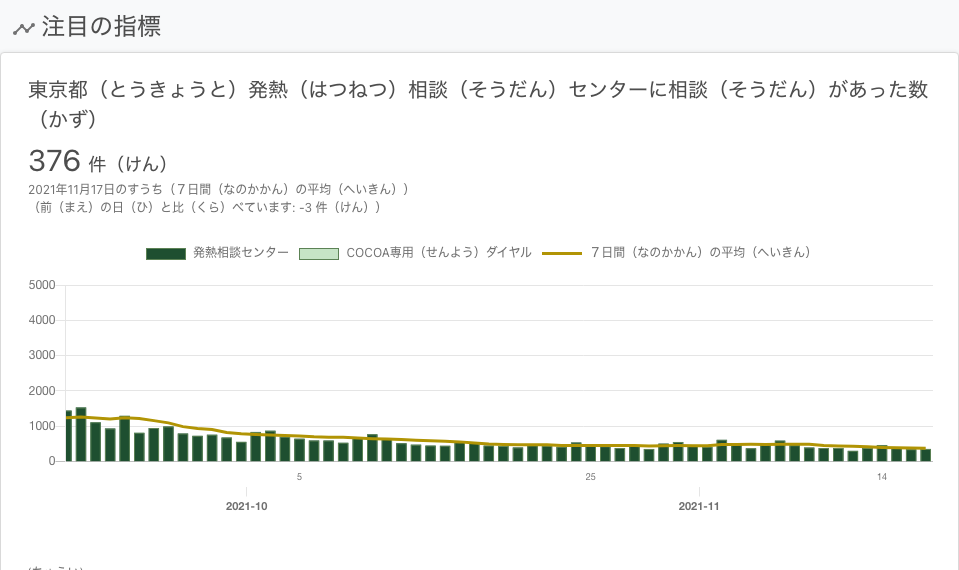 注目の指標
東京都（とうきょうと）発熱（はつねつ）相談（そうだん）センターに相談（そうだん）があった数
（かず）
376 件（けん）
2021年11月17日のすうち（７日間（なのかかん）の平均（へいきん））
（前（まえ）の日（ひ）と比（くら）べています: -3 件（けん））
発熱相談センター COCOA専用（せんよう）ダイヤル ７日間（なのかかん）の平均（へいきん）
5000
4000
3000
2000
1000
0
5 25 14
2021-10 2021-11